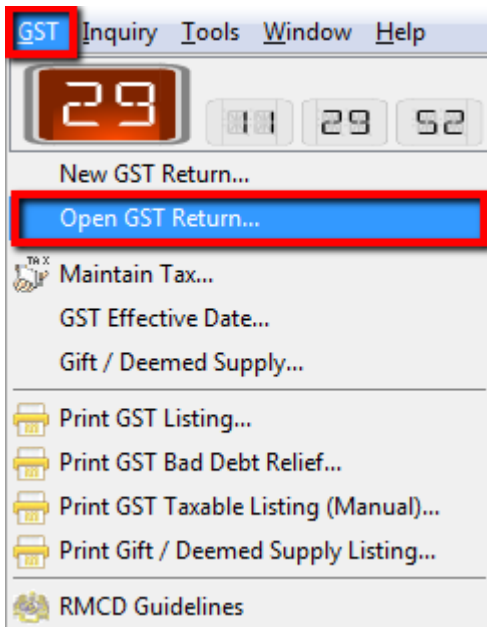 GST Inquiry Tools Window Help
29 11 29 52
New GST Return...
Open GST Return...
TAX
Maintain Tax...
GST Effective Date...
Gift / Deemed Supply...
Print GST Listing...
Print GST Bad Debt Relief...
Print GST Taxable Listing (Manual)...
Print Gift / Deemed Supply Listing...
RMCD Guidelines